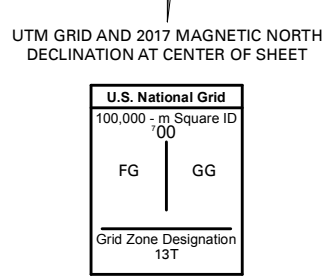 UTM GRID AND 2017 MAGNETIC NORTH
DECLINATION AT CENTER OF SHEET
U.S. National Grid
100,000 - m Square ID
⁷00
FG GG
Grid Zone Designation
13T